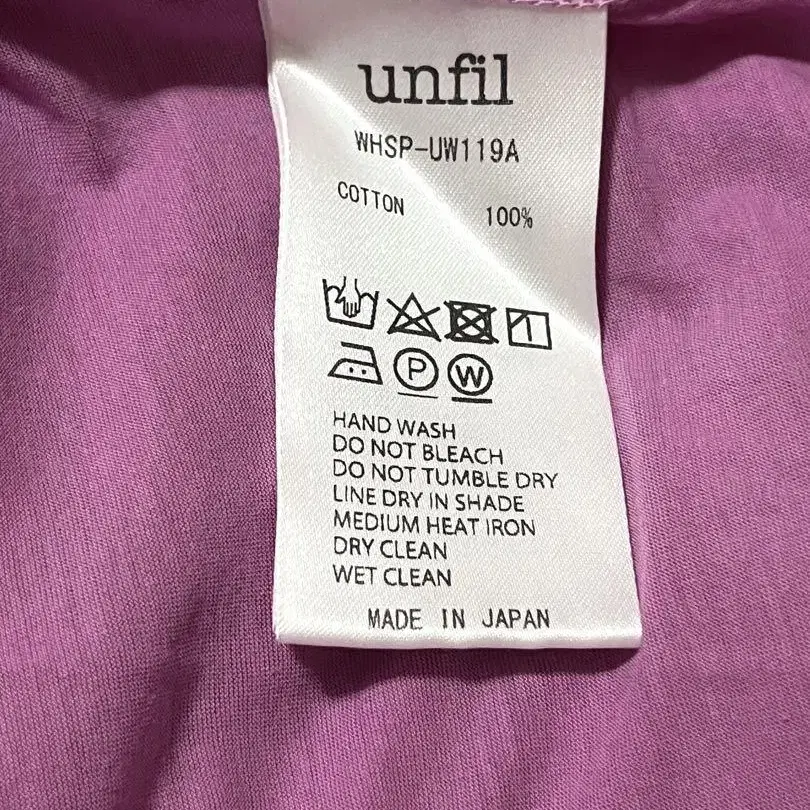 unfil
WHSP-UW119A
COTTON 100%
P W
HAND WASH
DO NOT BLEACH
DO NOT TUMBLE DRY
LINE DRY IN SHADE
MEDIUM HEAT IRON
DRY CLEAN
WET CLEAN
MADE IN JAPAN